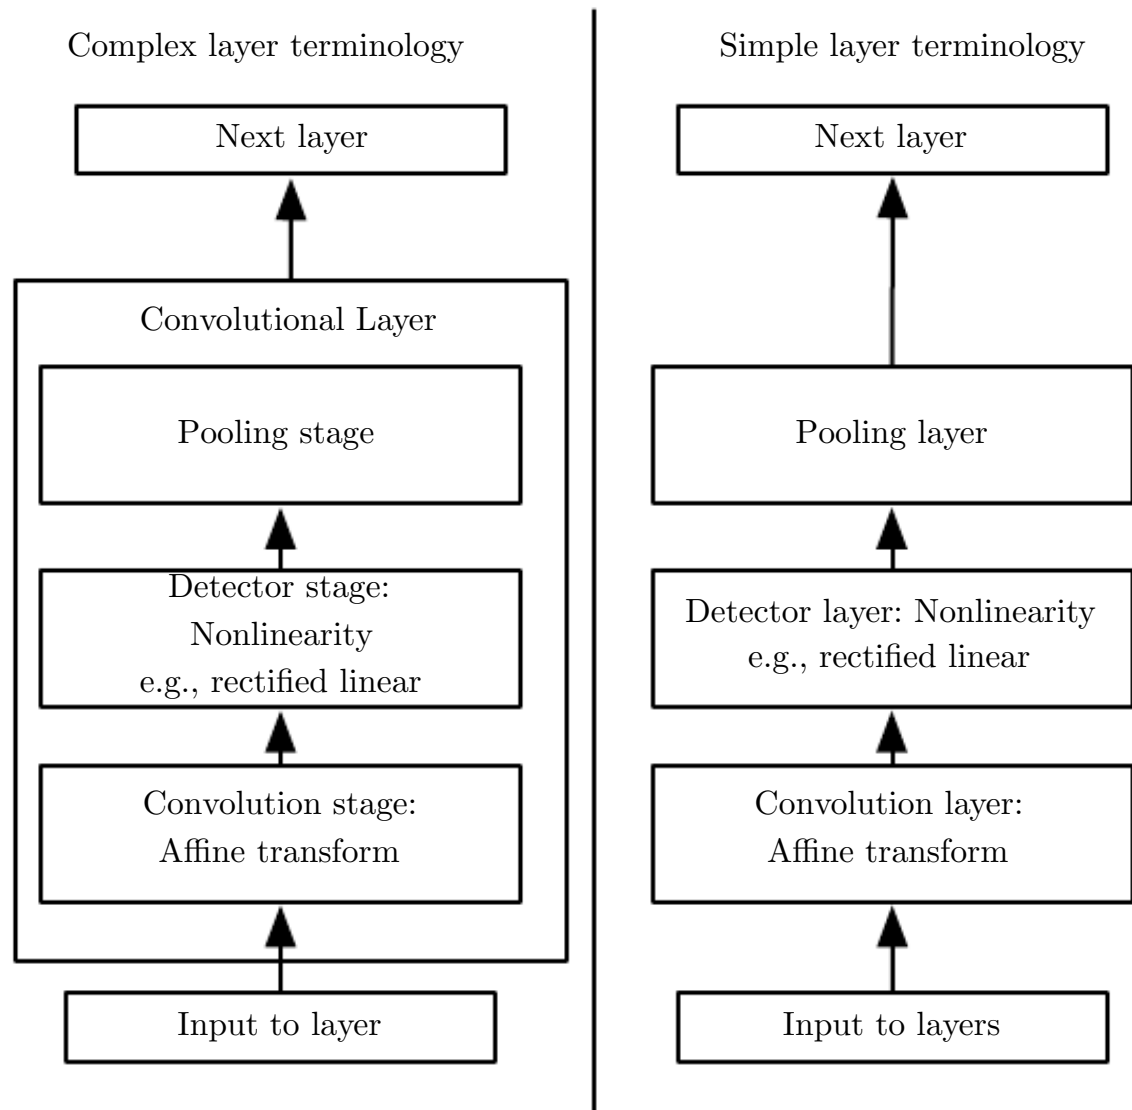 Complex layer terminology
Next layer
Convolutional Layer
Pooling stage
Detector stage:
Nonlinearity
e.g., rectified linear
Convolution stage:
Affine transform
Input to layer
Simple layer terminology
Next layer
Pooling layer
Detector layer: Nonlinearity
e.g., rectified linear
Convolution layer:
Affine transform
Input to layers